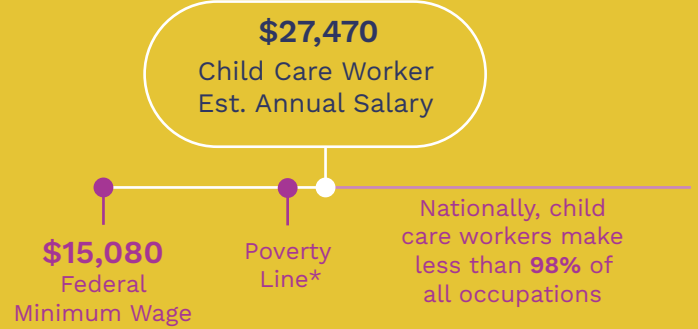 $27,470
Child Care Worker
Est. Annual Salary
$15,080
Federal
Minimum Wage
Poverty
Line*
Nationally, child
care workers make
less than 98% of
all occupations